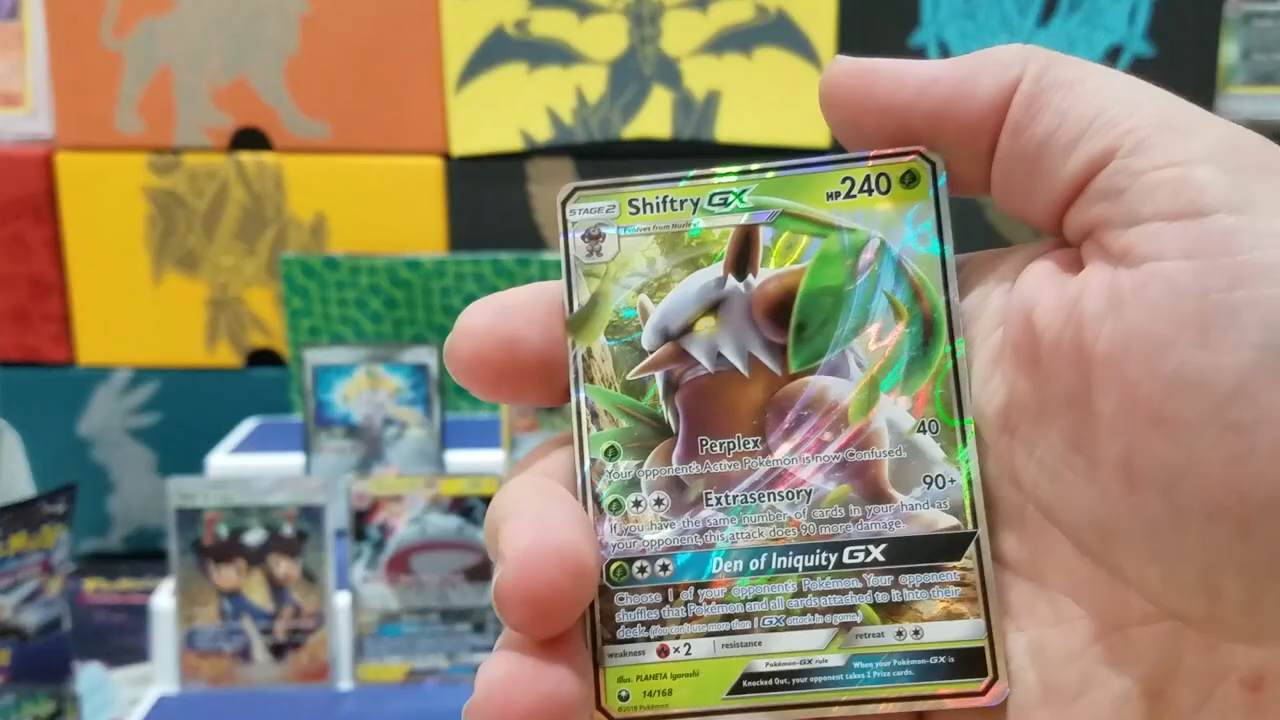 STAGE2 Shiftry GX HP240
Evolves from Nuzleaf
Perplex 40
Your opponent's Active Pokémon is now Confused.
Extrasensory 90+
If you have the same number of cards in your hand as
your opponent, this attack does 90 more damage.
Den of Iniquity GX
Choose 1 of your opponent's Pokémon. Your opponent
shuffles that Pokémon and all cards attached to it into their
deck. (You can't use more than 1 GX attack in a game.)
weakness ×2 resistance retreat
Illus. PLANETA Igarashi
Pokémon-GX rule
When your Pokémon-GX is
Knocked Out, your opponent takes 2 Prize cards.
14/168
©2018 Pokémon